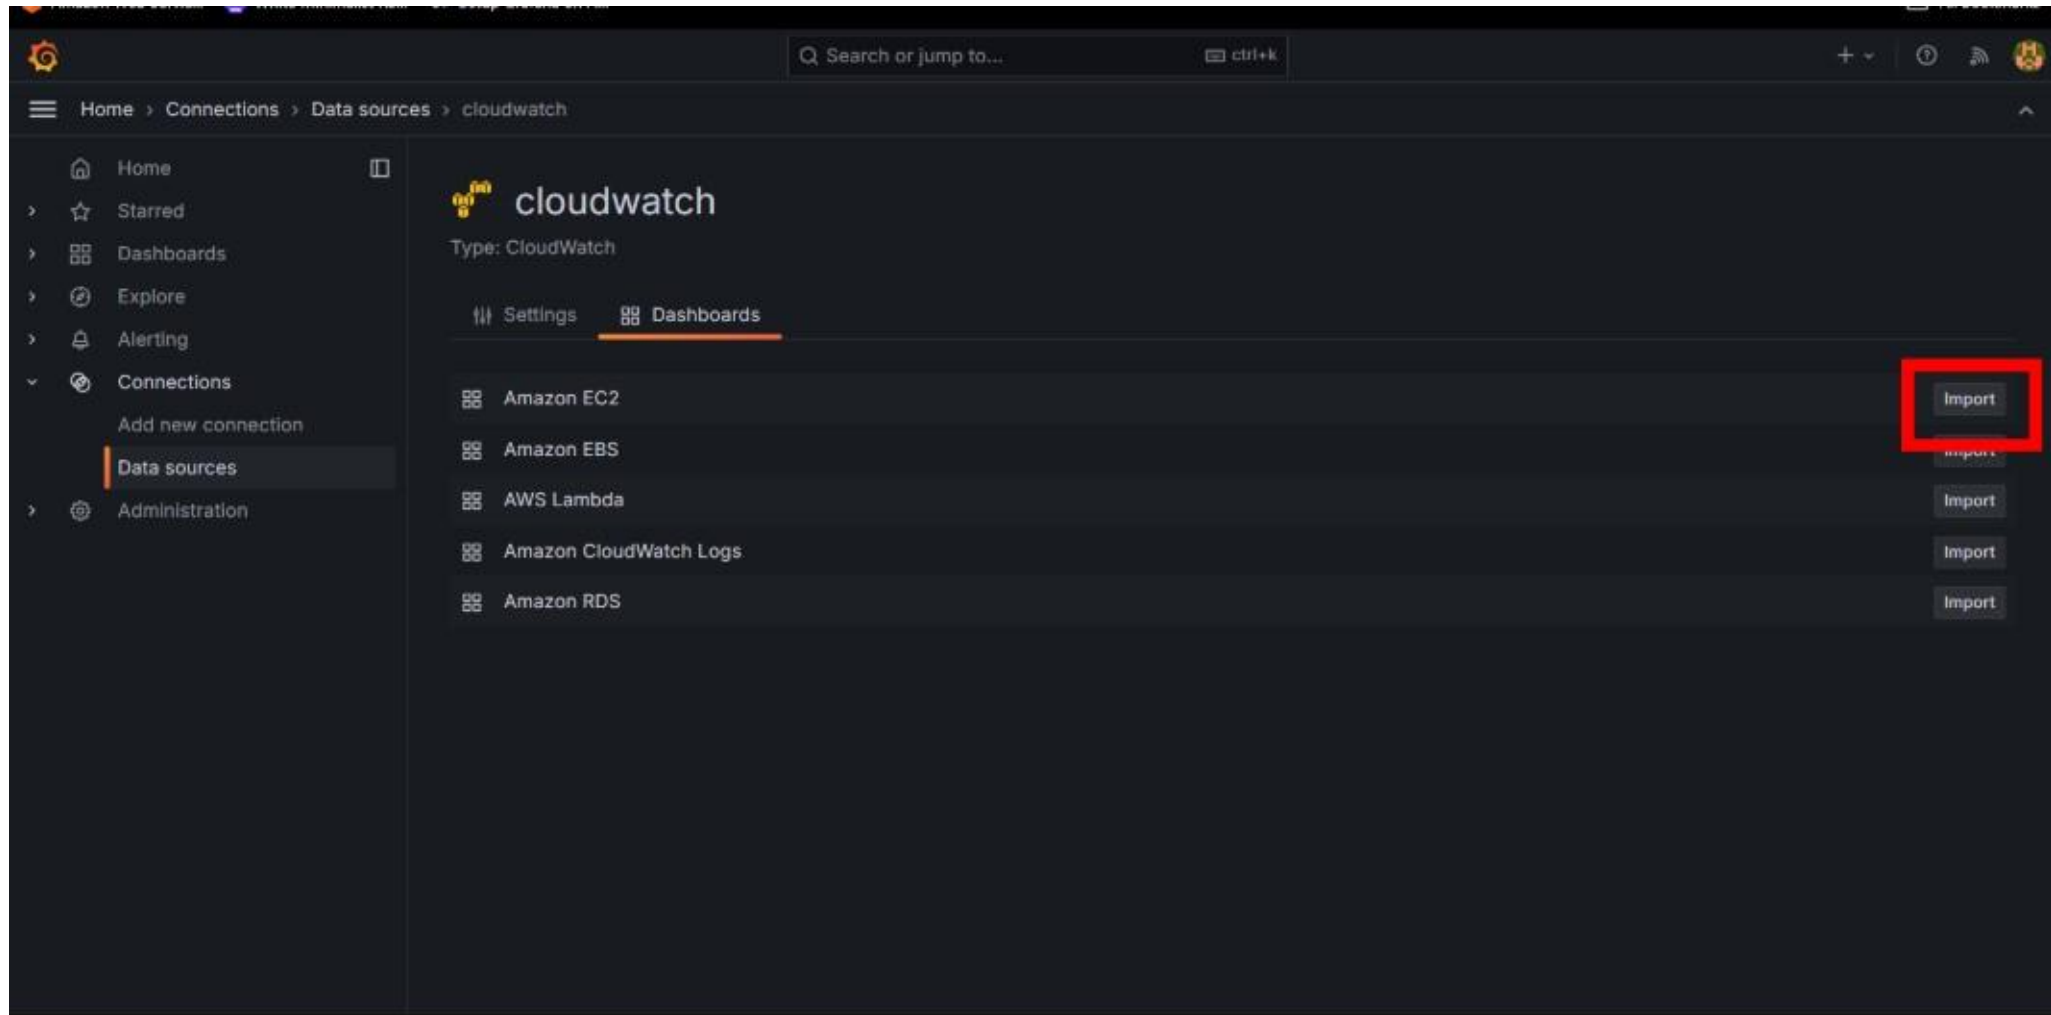 Search or jump to... ctrl+k
Home > Connections > Data sources > cloudwatch
Home
Starred
Dashboards
Explore
Alerting
Connections
Add new connection
Data sources
Administration
cloudwatch
Type: CloudWatch
Settings Dashboards
Amazon EC2 Import
Amazon EBS Import
AWS Lambda Import
Amazon CloudWatch Logs Import
Amazon RDS Import